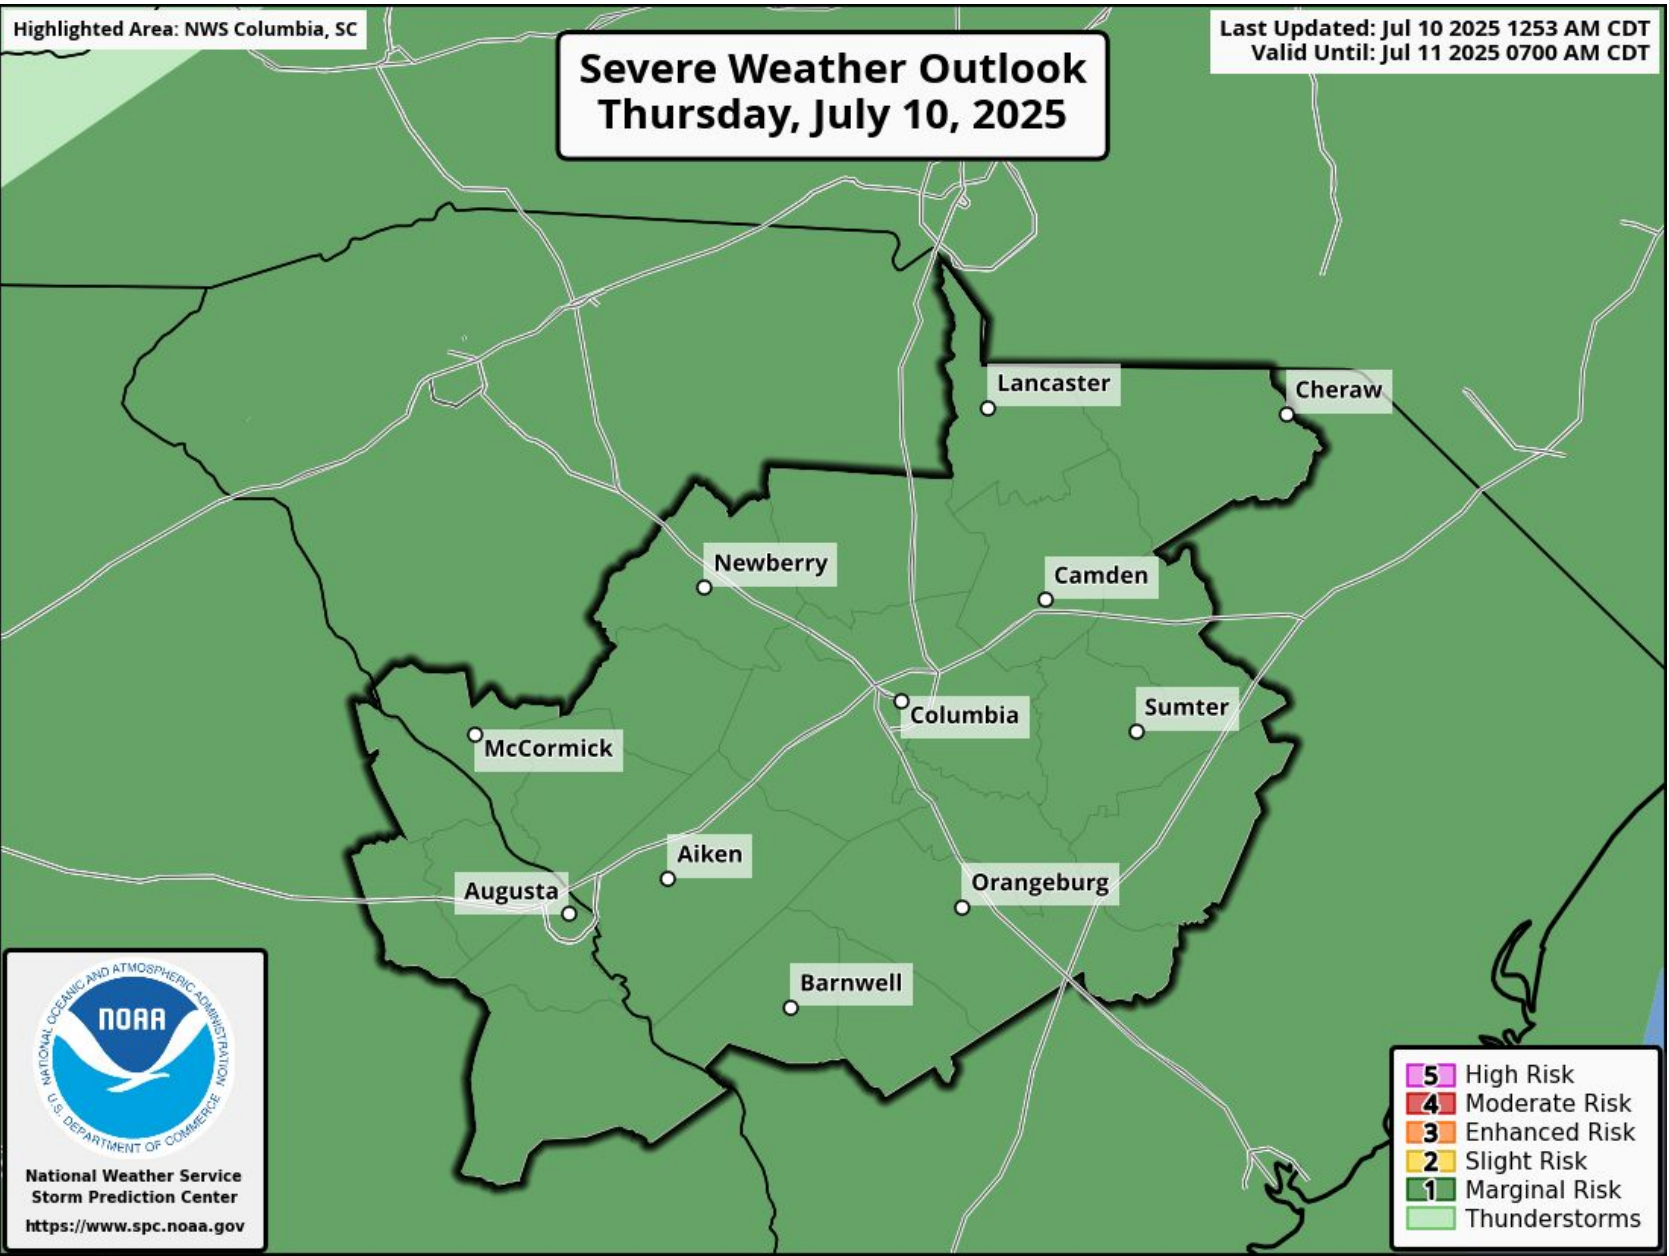 Highlighted Area: NWS Columbia, SC
Last Updated: Jul 10 2025 1253 AM CDT
Valid Until: Jul 11 2025 0700 AM CDT
Severe Weather Outlook
Thursday, July 10, 2025
Lancaster
Cheraw
Newberry
Camden
Columbia
Sumter
McCormick
Aiken
Augusta
Orangeburg
Barnwell
NATIONAL OCEANIC AND ATMOSPHERIC ADMINISTRATION
NOAA
U.S. DEPARTMENT OF COMMERCE
National Weather Service
Storm Prediction Center
https://www.spc.noaa.gov
5 High Risk
4 Moderate Risk
3 Enhanced Risk
2 Slight Risk
1 Marginal Risk
Thunderstorms